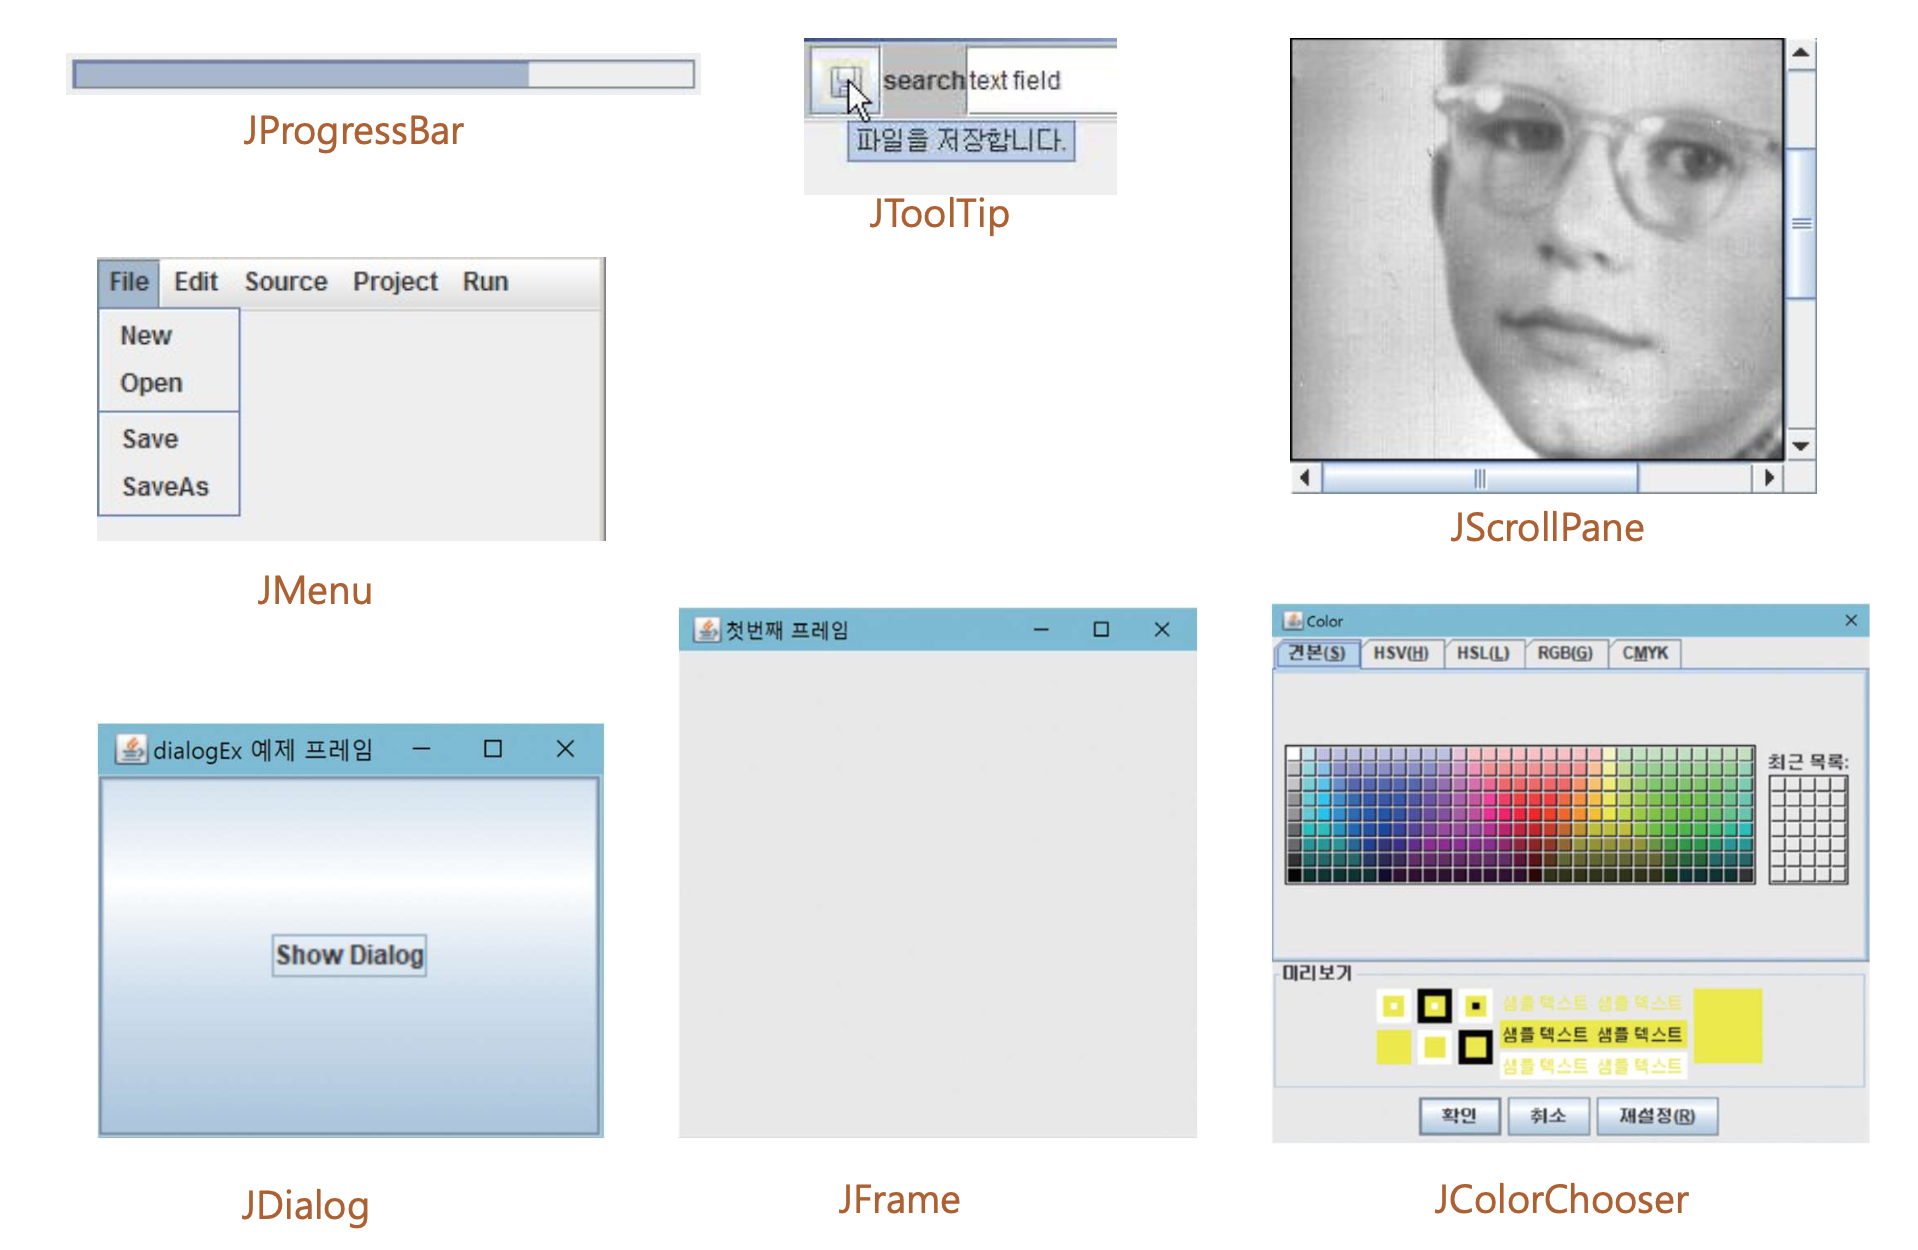 JProgressBar
search text field
파일을 저장합니다.
JToolTip
JScrollPane
File Edit Source Project Run
New
Open
Save
SaveAs
JMenu
dialogEx 예제 프레임
Show Dialog
JDialog
첫번째 프레임
JFrame
Color
견본(S) HSV(H) HSL(L) RGB(G) CMYK
최근 목록:
미리보기
샘플 텍스트 샘플 텍스트
샘플 텍스트 샘플 텍스트
샘플 텍스트 샘플 텍스트
확인 취소 재설정(R)
JColorChooser